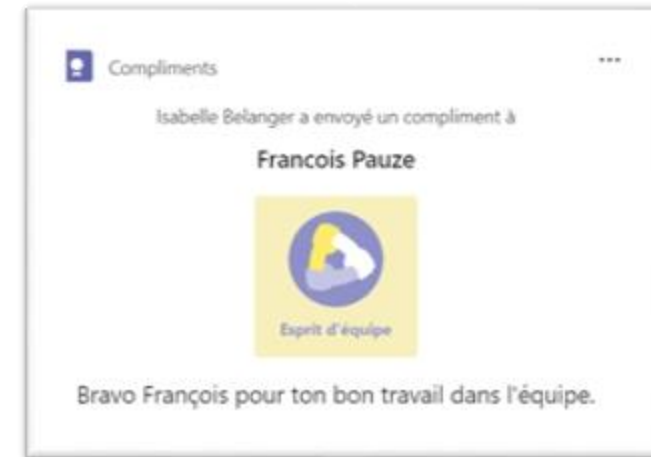 Compliments
Isabelle Belanger a envoyé un compliment à
Francois Pauze
Esprit d'équipe
Bravo François pour ton bon travail dans l'équipe.